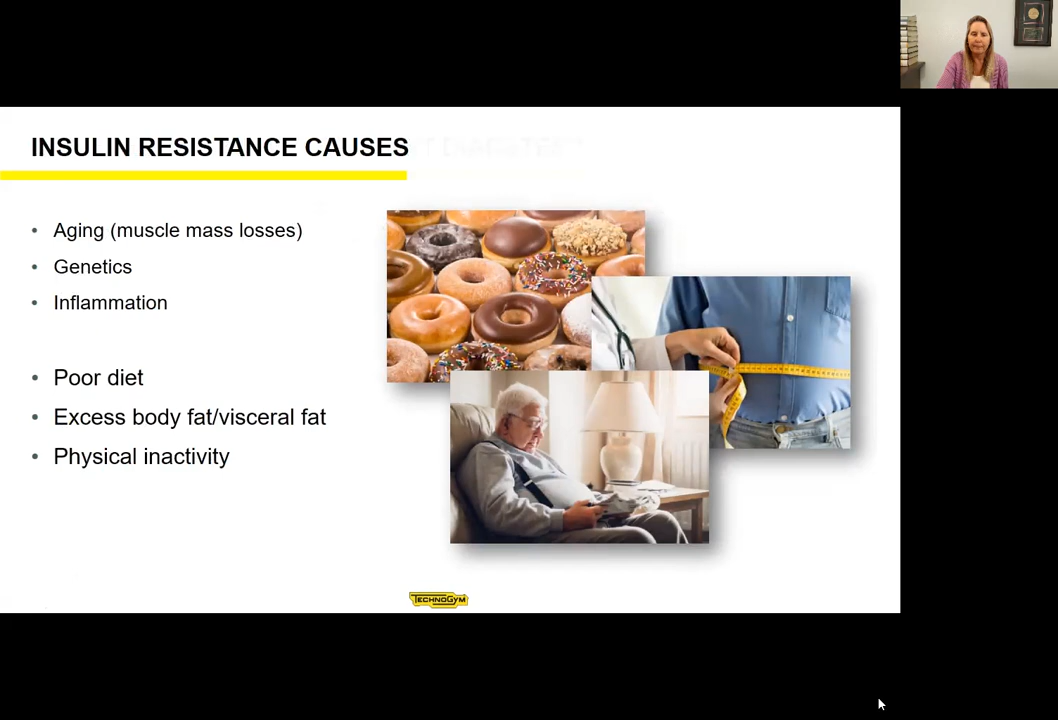 INSULIN RESISTANCE CAUSES
Aging (muscle mass losses)
Genetics
Inflammation
Poor diet
Excess body fat/visceral fat
Physical inactivity
TECHNOGYM